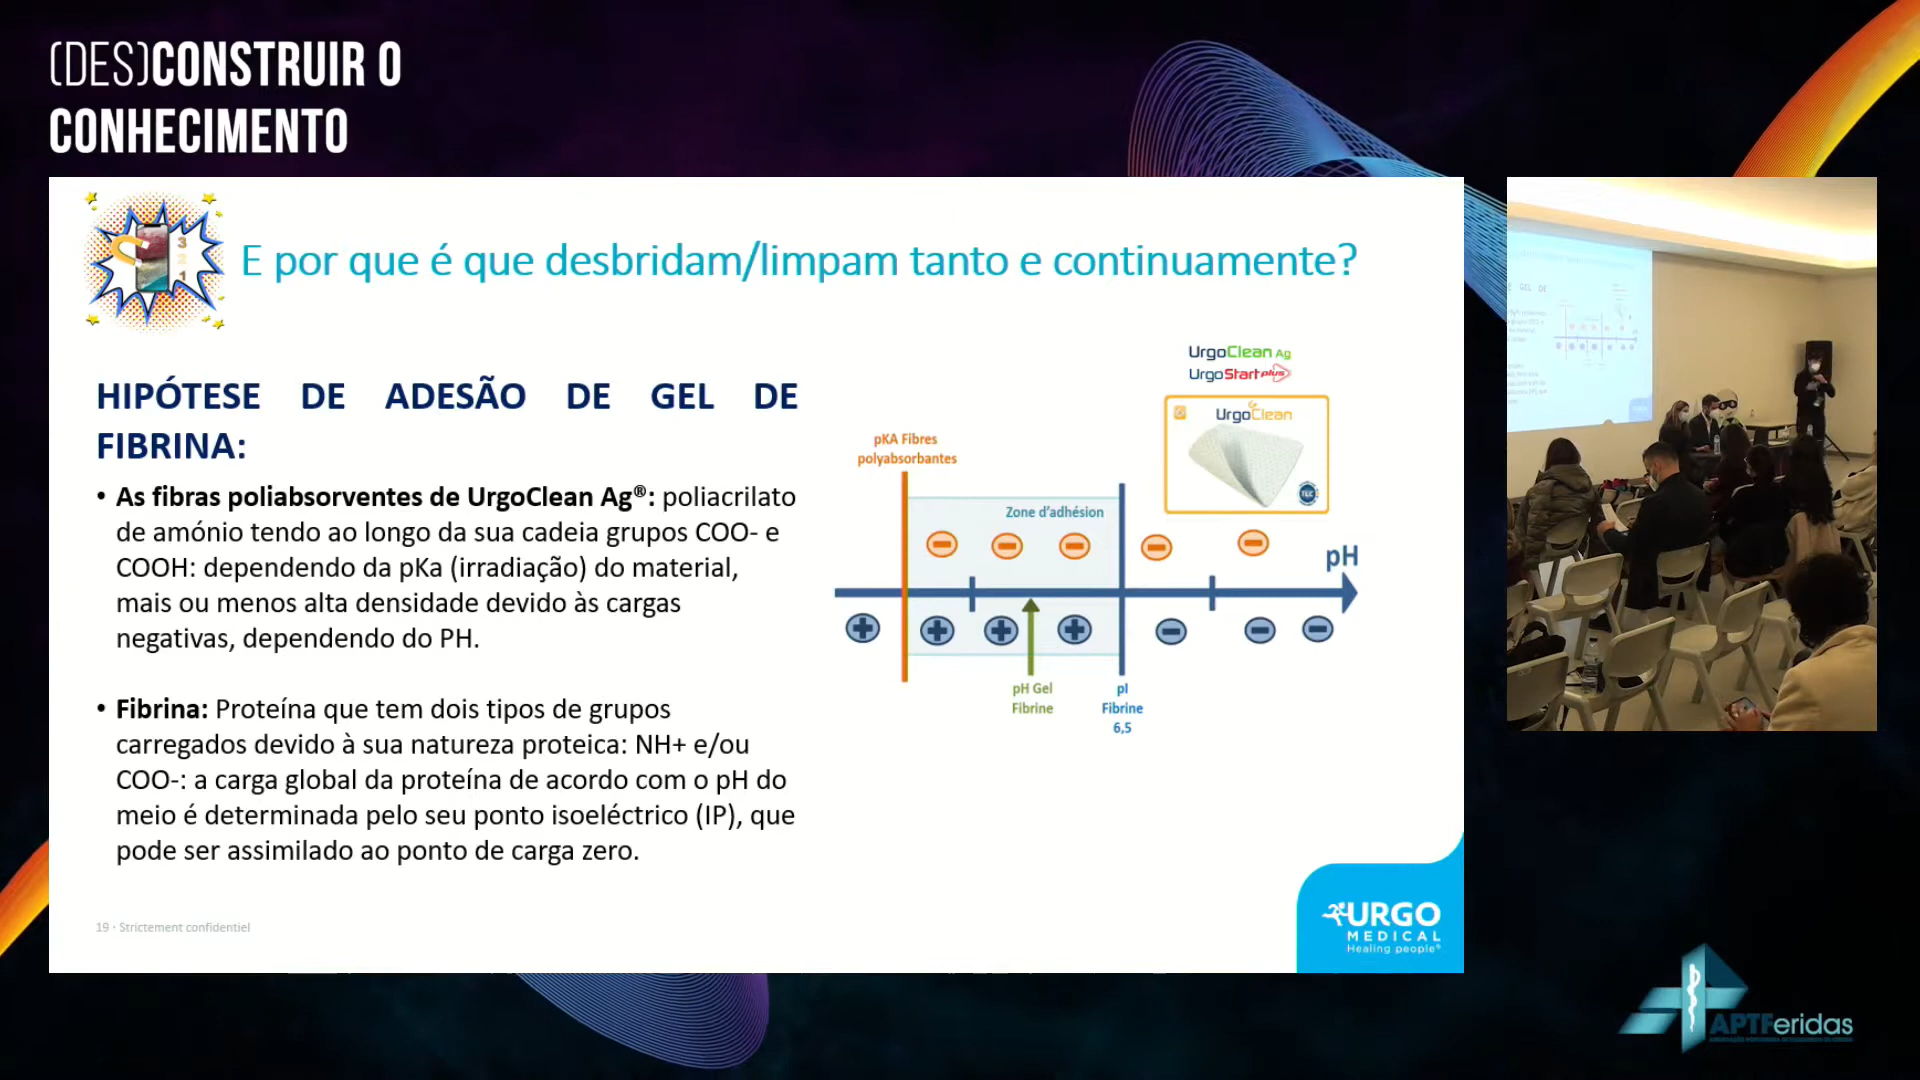 (DES)CONSTRUIR O
CONHECIMENTO
3
2
1
E por que é que desbridam/limpam tanto e continuamente?
HIPÓTESE DE ADESÃO DE GEL DE
FIBRINA:
• As fibras poliabsorventes de UrgoClean Ag®: poliacrilato
de amónio tendo ao longo da sua cadeia grupos COO- e
COOH: dependendo da pKa (irradiação) do material,
mais ou menos alta densidade devido às cargas
negativas, dependendo do PH.
• Fibrina: Proteína que tem dois tipos de grupos
carregados devido à sua natureza proteica: NH+ e/ou
COO-: a carga global da proteína de acordo com o pH do
meio é determinada pelo seu ponto isoeléctrico (IP), que
pode ser assimilado ao ponto de carga zero.
UrgoClean Ag
UrgoStart plus
UrgoClean
TLC
pKA Fibres
polyabsorbantes
Zone d'adhésion
pH
pH Gel
Fibrine
pI
Fibrine
6,5
19 · Strictement confidentiel
URGO
MEDICAL
Healing people®
APTFeridas